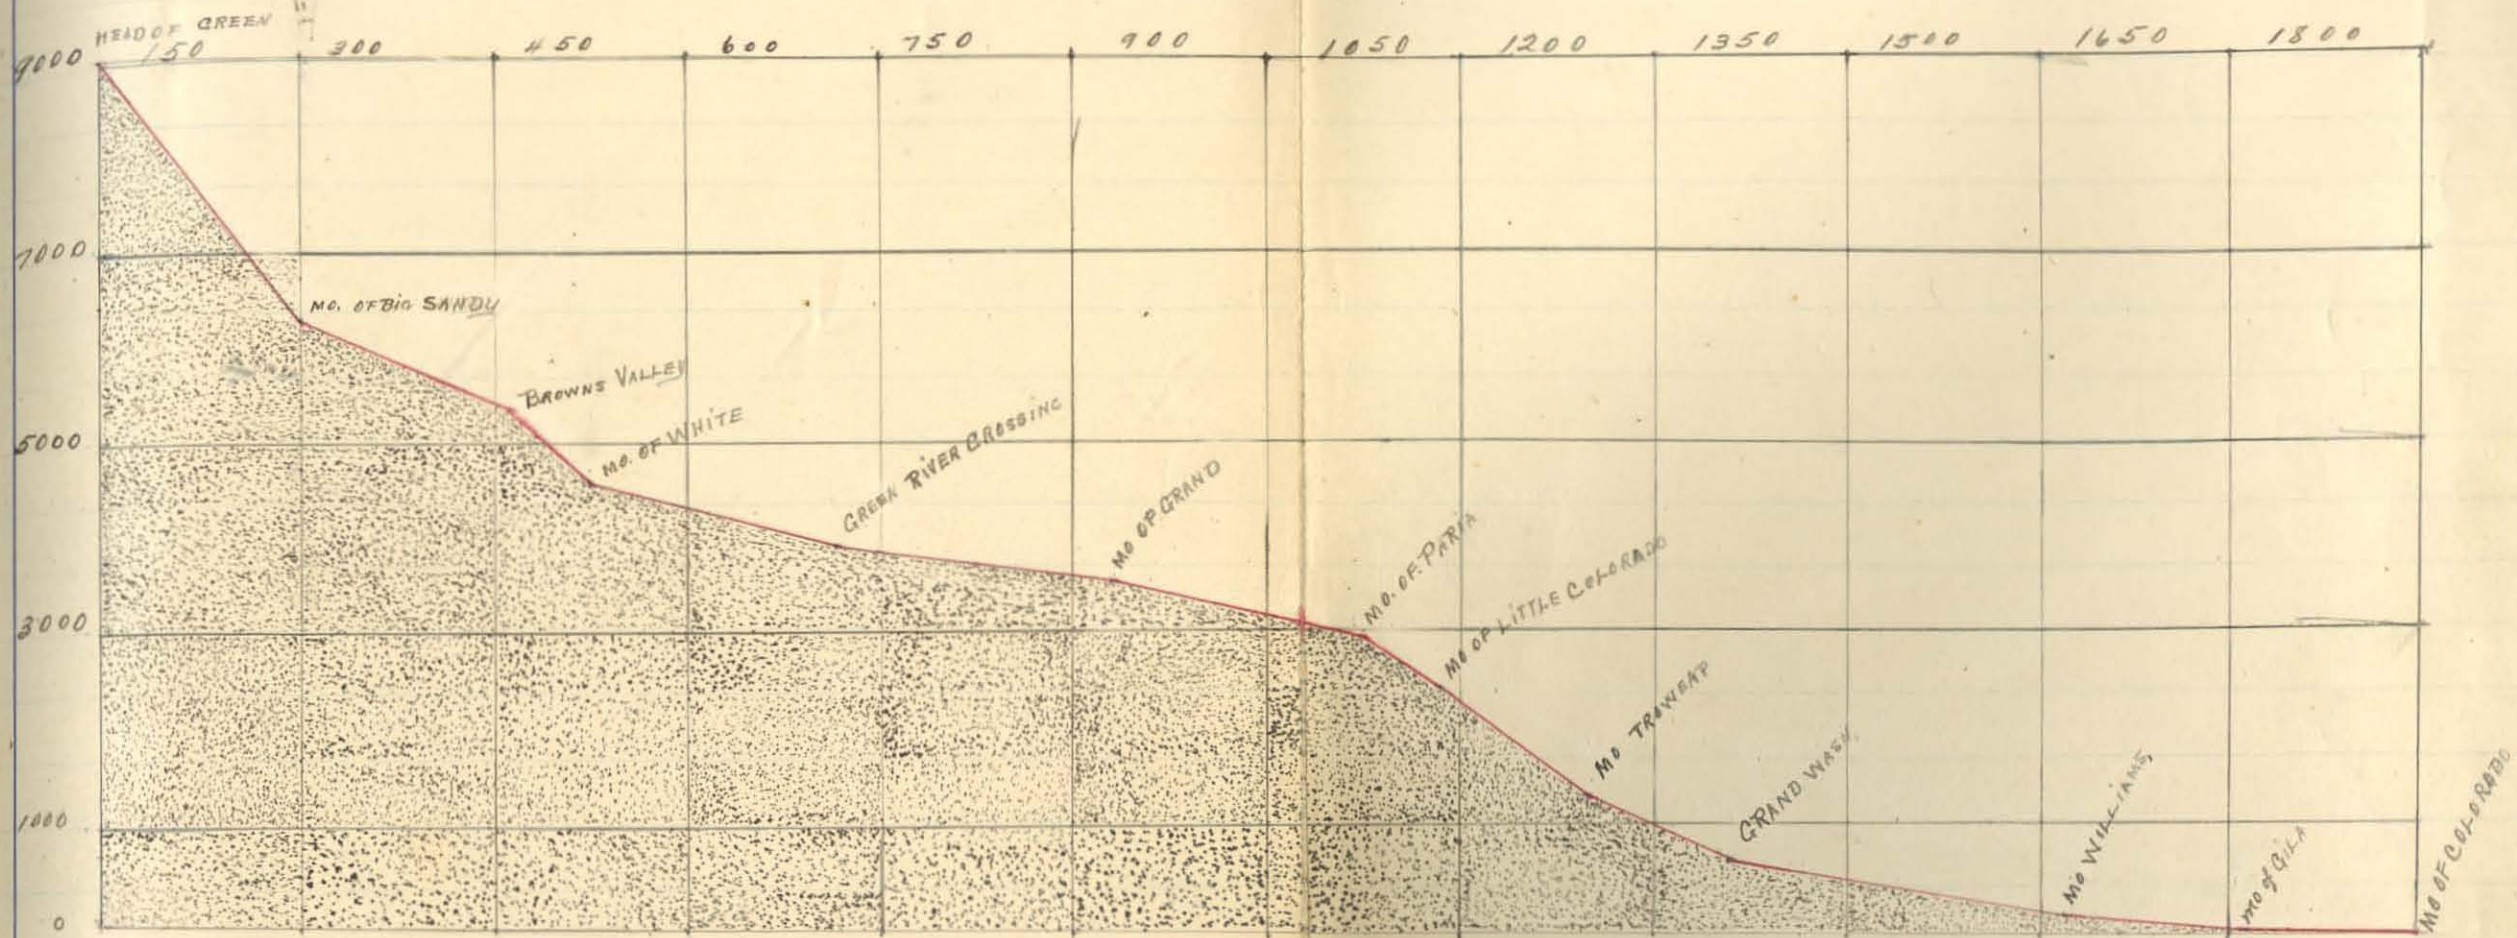 HEAD OF GREEN
150 300 450 600 750 900 1050 1200 1350 1500 1650 1800
9000
7000
MO. OF BIG SANDY
BROWNS VALLEY
5000
MO. OF WHITE
GREEN RIVER CROSSING
MO OF GRAND
3000
MO. OF. PARIA
MO OF LITTLE COLORADO
MO TROWEAP
1000
GRAND WASH
MO WILLIAMS
MO of GILA
MO OF COLORADO
0